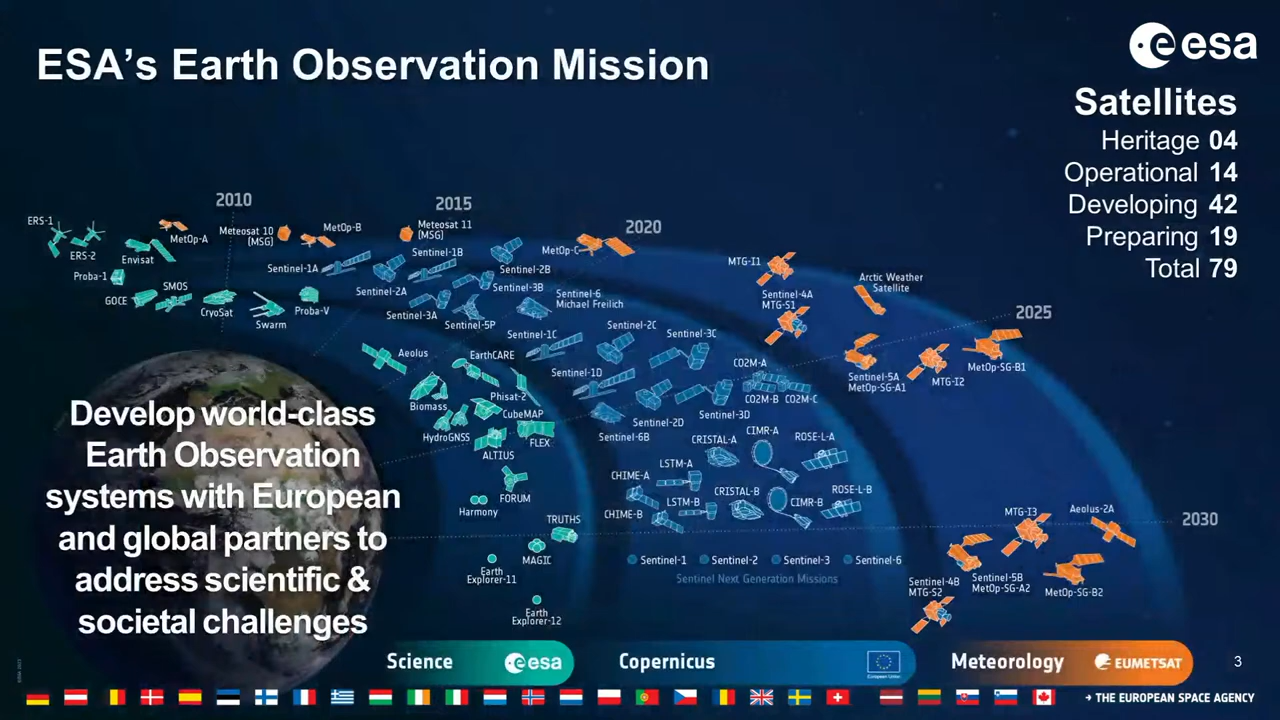 ESA’s Earth Observation Mission
esa
Satellites
Heritage 04
Operational 14
Developing 42
Preparing 19
Total 79
2010
2015
2020
2025
2030
ERS-1
ERS-2
Envisat
MetOp-A
Meteosat 10
(MSG)
MetOp-B
Meteosat 11
(MSG)
MetOp-C
Proba-1
GOCE
SMOS
CryoSat
Swarm
Proba-V
Sentinel-1A
Sentinel-2A
Sentinel-1B
Sentinel-2B
Sentinel-3A
Sentinel-3B
Sentinel-5P
Sentinel-6
Michael Freilich
MTG-I1
Sentinel-4A
MTG-S1
Arctic Weather
Satellite
Sentinel-5A
MetOp-SG-A1
MTG-I2
MetOp-SG-B1
Aeolus
EarthCARE
Biomass
Phisat-2
CubeMAP
HydroGNSS
ALTIUS
FLEX
FORUM
Harmony
TRUTHS
MAGIC
Earth
Explorer-11
Earth
Explorer-12
Sentinel-1C
Sentinel-2C
Sentinel-3C
Sentinel-1D
Sentinel-2D
Sentinel-3D
Sentinel-6B
CO2M-A
CO2M-B
CO2M-C
CRISTAL-A
CIMR-A
ROSE-L-A
CHIME-A
LSTM-A
CHIME-B
LSTM-B
CRISTAL-B
CIMR-B
ROSE-L-B
Sentinel-1
Sentinel-2
Sentinel-3
Sentinel-6
Sentinel Next Generation Missions
MTG-I3
Aeolus-2A
Sentinel-5B
MetOp-SG-A2
MetOp-SG-B2
Sentinel-4B
MTG-S2
Develop world-class
Earth Observation
systems with European
and global partners to
address scientific &
societal challenges
Science
esa
Copernicus
European Union
Meteorology
EUMETSAT
3
→ THE EUROPEAN SPACE AGENCY